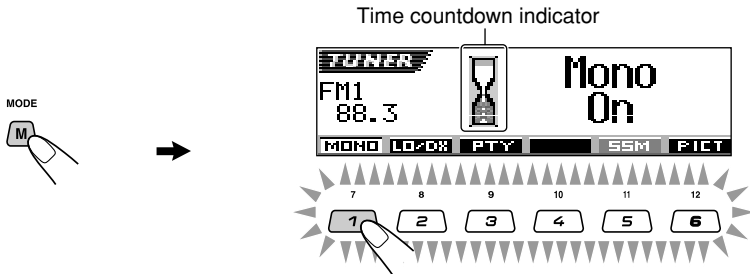 Time countdown indicator
TUNER
FM1
88.3
Mono
On
MONO LO/DX PTY SSM PICT
MODE
M
7 8 9 10 11 12
1 2 3 4 5 6